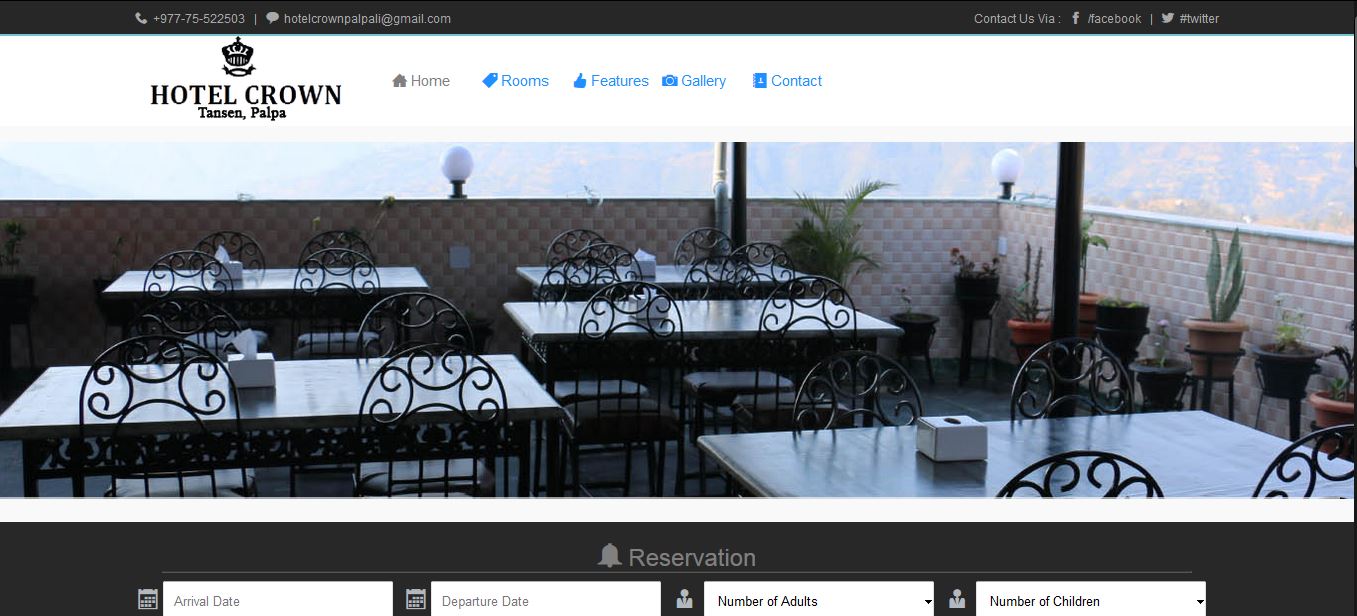 +977-75-522503 | hotelcrownpalpali@gmail.com Contact Us Via : /facebook | #twitter
HOTEL CROWN
Tansen, Palpa
Home Rooms Features Gallery Contact
Reservation
Arrival Date Departure Date Number of Adults Number of Children